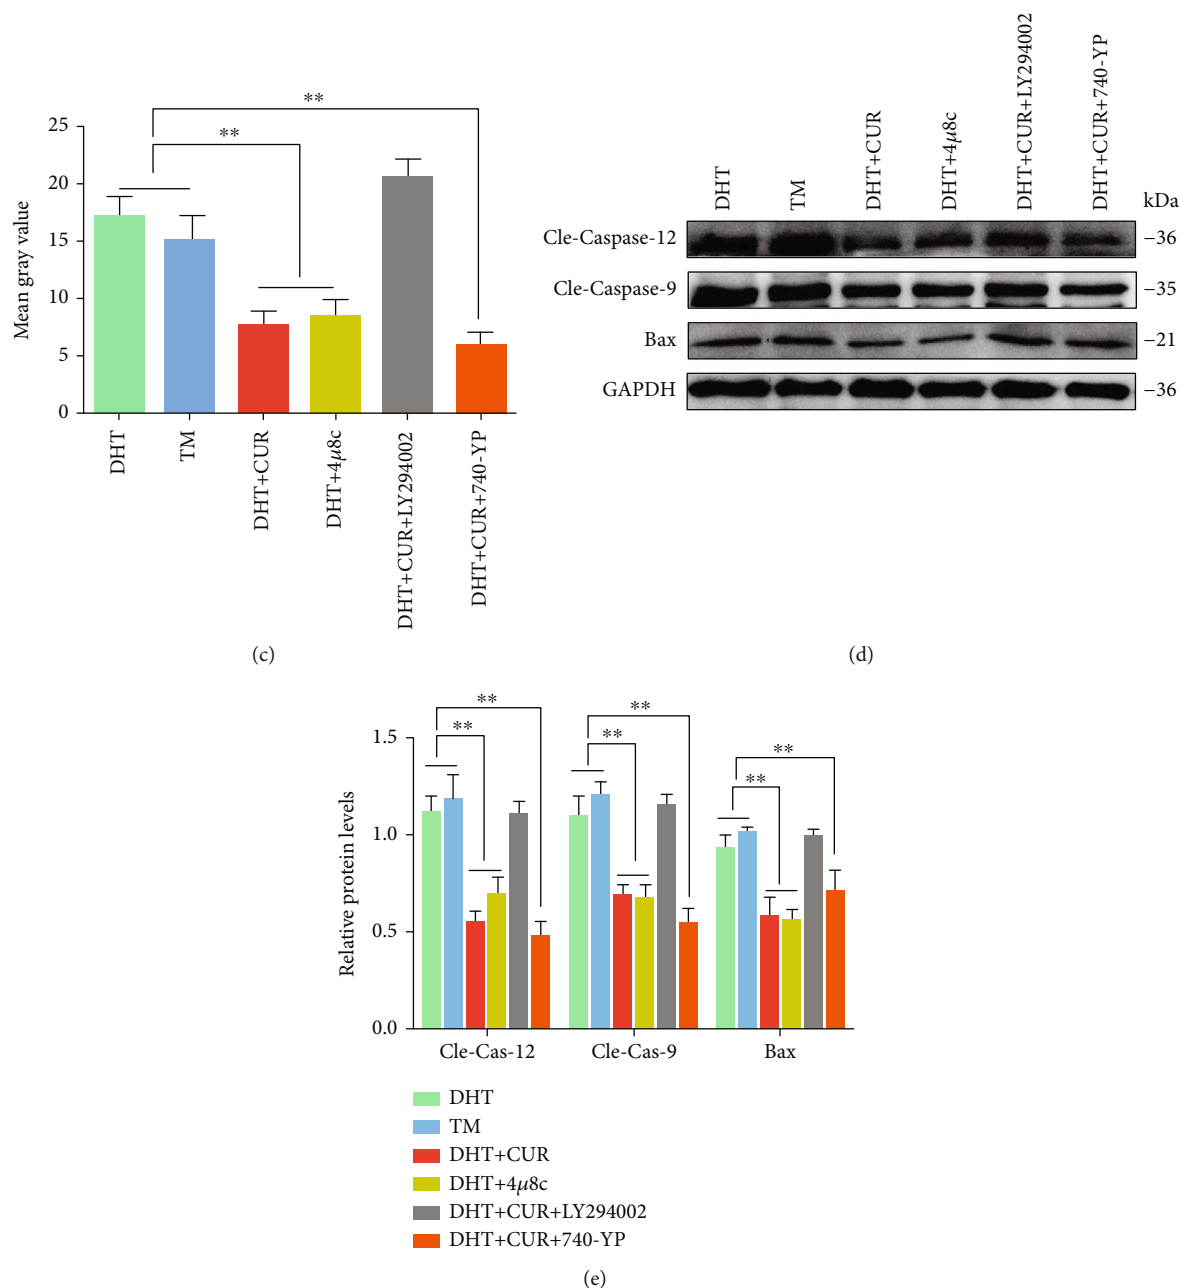 **
**
25
20
15
10
5
0
Mean gray value
DHT
TM
DHT+CUR
DHT+4μ8c
DHT+CUR+LY294002
DHT+CUR+740-YP
(c)
DHT
TM
DHT+CUR
DHT+4μ8c
DHT+CUR+LY294002
DHT+CUR+740-YP
kDa
Cle-Caspase-12
−36
Cle-Caspase-9
−35
Bax
−21
GAPDH
−36
(d)
**
**
**
**
**
**
1.5
1.0
0.5
0.0
Relative protein levels
Cle-Cas-12
Cle-Cas-9
Bax
DHT
TM
DHT+CUR
DHT+4μ8c
DHT+CUR+LY294002
DHT+CUR+740-YP
(e)